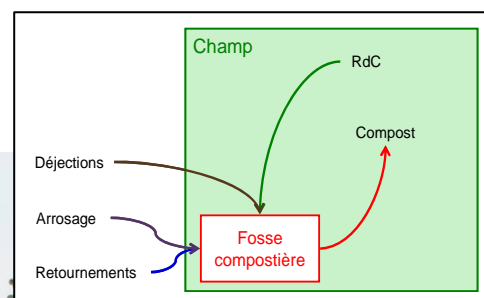 Champ
RdC
Compost
Déjections
Arrosage
Fosse
compostière
Retournements